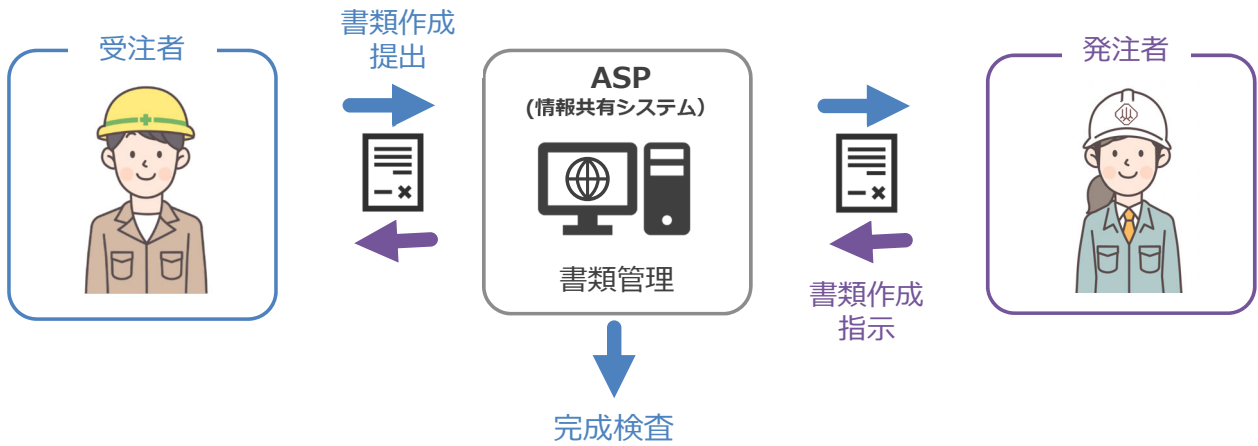 受注者
書類作成
提出
ASP
(情報共有システム）
書類管理
発注者
書類作成
指示
完成検査